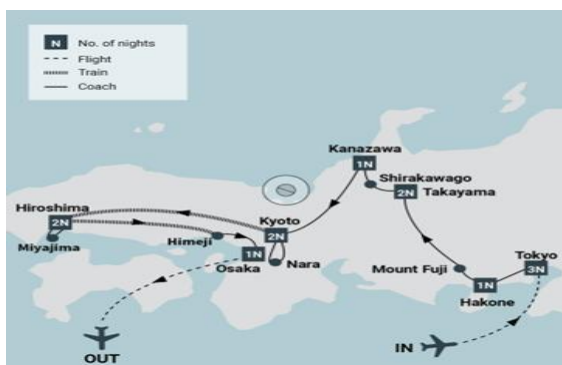 N No. of nights
Flight
Train
Coach
Kanazawa
1N
Shirakawago
2N Takayama
Hiroshima
2N
Miyajima
Himeji
Kyoto
2N
1N
Osaka
Nara
Mount Fuji
Tokyo
3N
1N
Hakone
OUT
IN